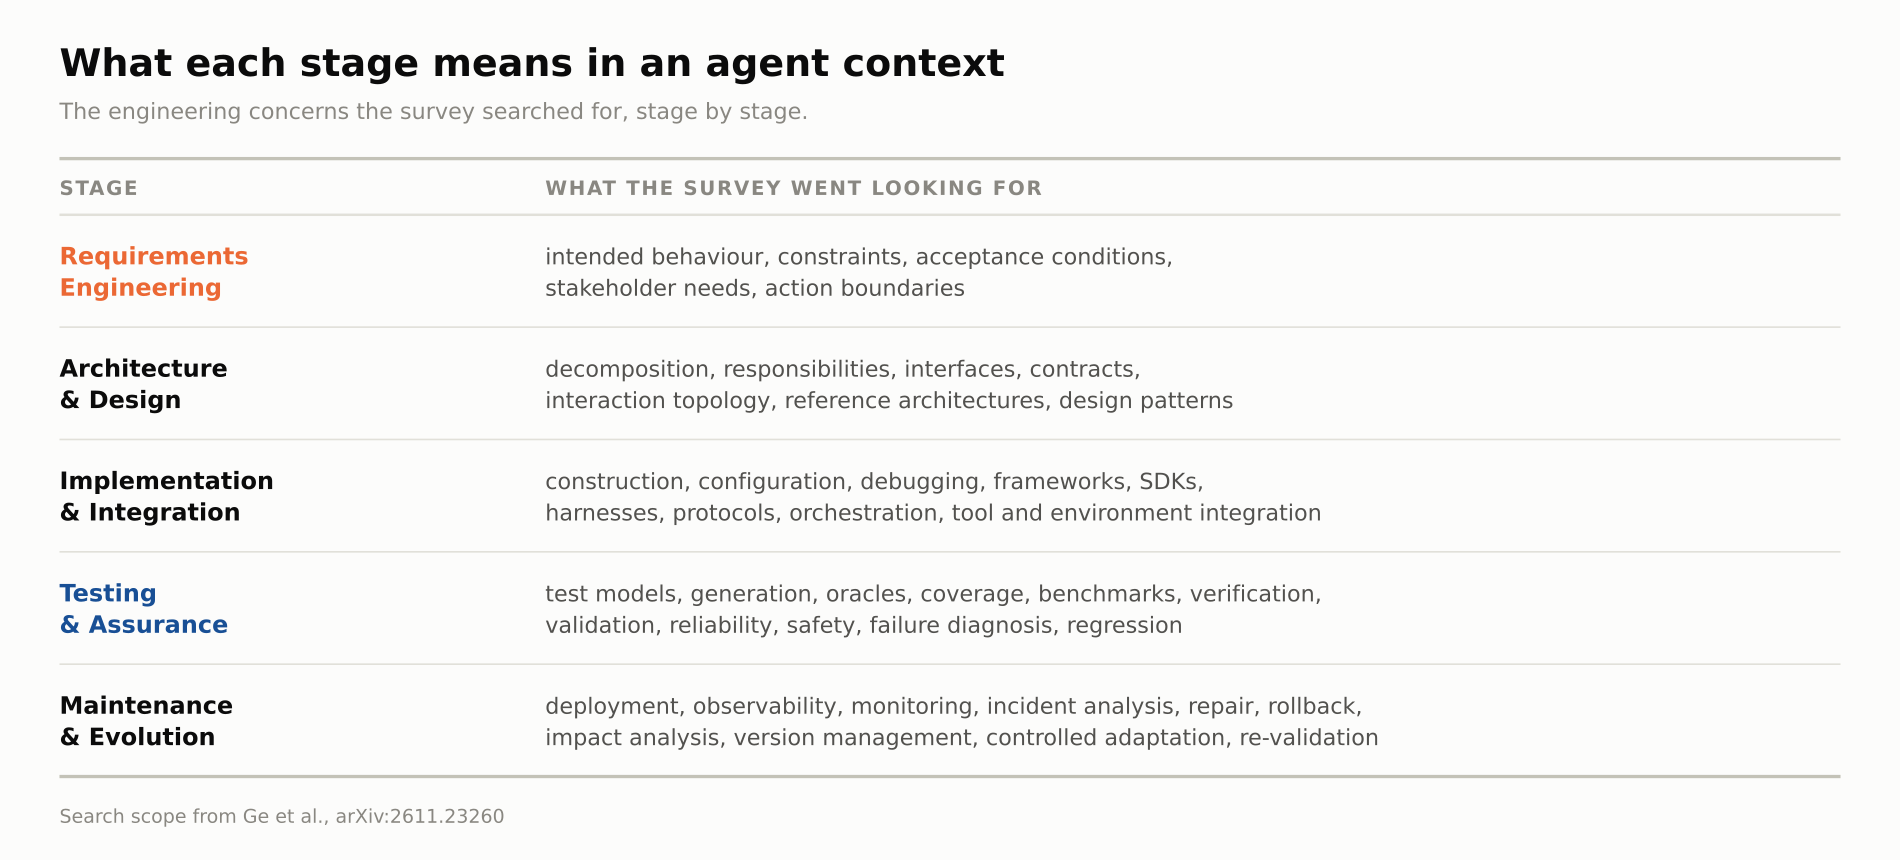 What each stage means in an agent context
The engineering concerns the survey searched for, stage by stage.
STAGE
WHAT THE SURVEY WENT LOOKING FOR
Requirements
Engineering
intended behaviour, constraints, acceptance conditions,
stakeholder needs, action boundaries
Architecture
& Design
decomposition, responsibilities, interfaces, contracts,
interaction topology, reference architectures, design patterns
Implementation
& Integration
construction, configuration, debugging, frameworks, SDKs,
harnesses, protocols, orchestration, tool and environment integration
Testing
& Assurance
test models, generation, oracles, coverage, benchmarks, verification,
validation, reliability, safety, failure diagnosis, regression
Maintenance
& Evolution
deployment, observability, monitoring, incident analysis, repair, rollback,
impact analysis, version management, controlled adaptation, re-validation
Search scope from Ge et al., arXiv:2611.23260